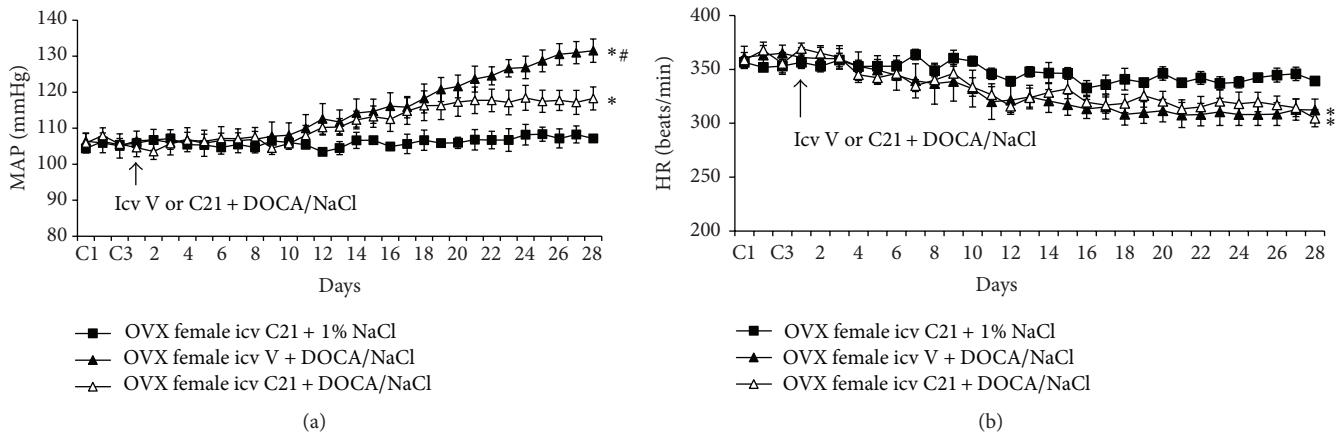 MAP (mmHg)
140
130
120
110
100
90
80
*#
*
Icv V or C21 + DOCA/NaCl
C1 C3 2 4 6 8 10 12 14 16 18 20 22 24 26 28
Days
OVX female icv C21 + 1% NaCl
OVX female icv V + DOCA/NaCl
OVX female icv C21 + DOCA/NaCl
(a)
HR (beats/min)
400
350
300
250
200
*
*
Icv V or C21 + DOCA/NaCl
C1 C3 2 4 6 8 10 12 14 16 18 20 22 24 26 28
Days
OVX female icv C21 + 1% NaCl
OVX female icv V + DOCA/NaCl
OVX female icv C21 + DOCA/NaCl
(b)